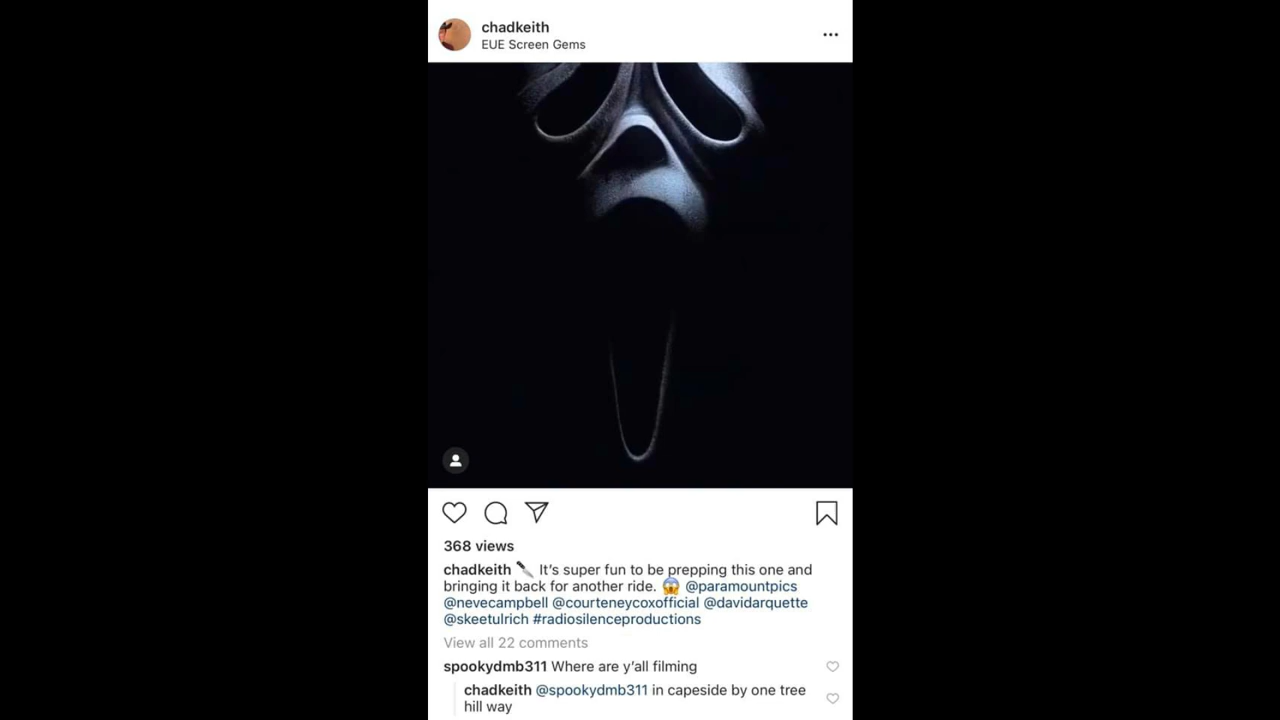 chadkeith
EUE Screen Gems
368 views
chadkeith 🔪 It’s super fun to be prepping this one and
bringing it back for another ride. 😱 @paramountpics
@nevecampbell @courteneycoxofficial @davidarquette
@skeetulrich #radiosilenceproductions
View all 22 comments
spookydmb311 Where are y’all filming
chadkeith @spookydmb311 in capeside by one tree
hill way